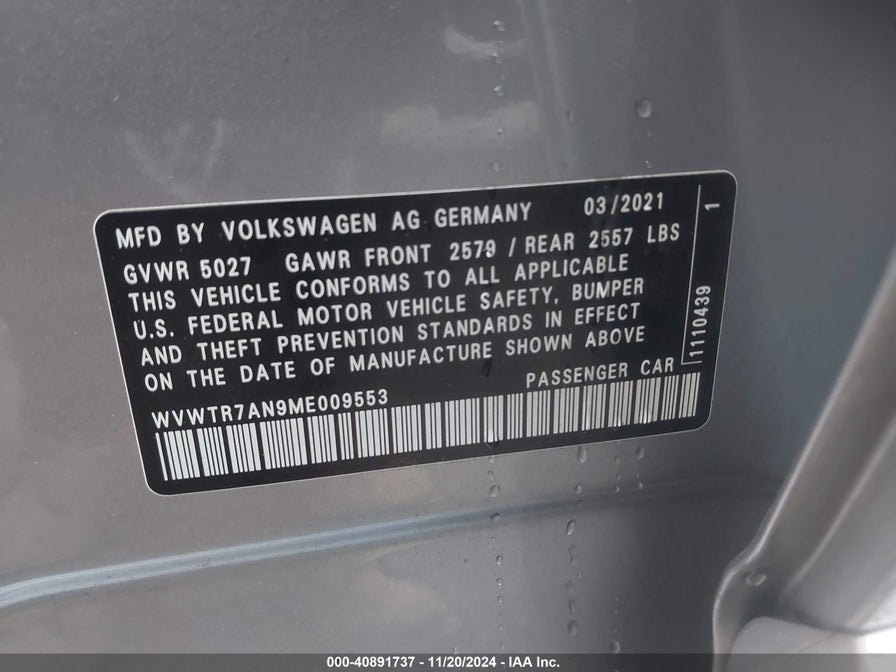 MFD BY VOLKSWAGEN AG GERMANY 03/2021
GVWR 5027 GAWR FRONT 2579 / REAR 2557 LBS
THIS VEHICLE CONFORMS TO ALL APPLICABLE
U.S. FEDERAL MOTOR VEHICLE SAFETY, BUMPER
AND THEFT PREVENTION STANDARDS IN EFFECT
ON THE DATE OF MANUFACTURE SHOWN ABOVE
PASSENGER CAR
WVWTR7AN9ME009553
1110439 1
000-40891737 - 11/20/2024 - IAA Inc.